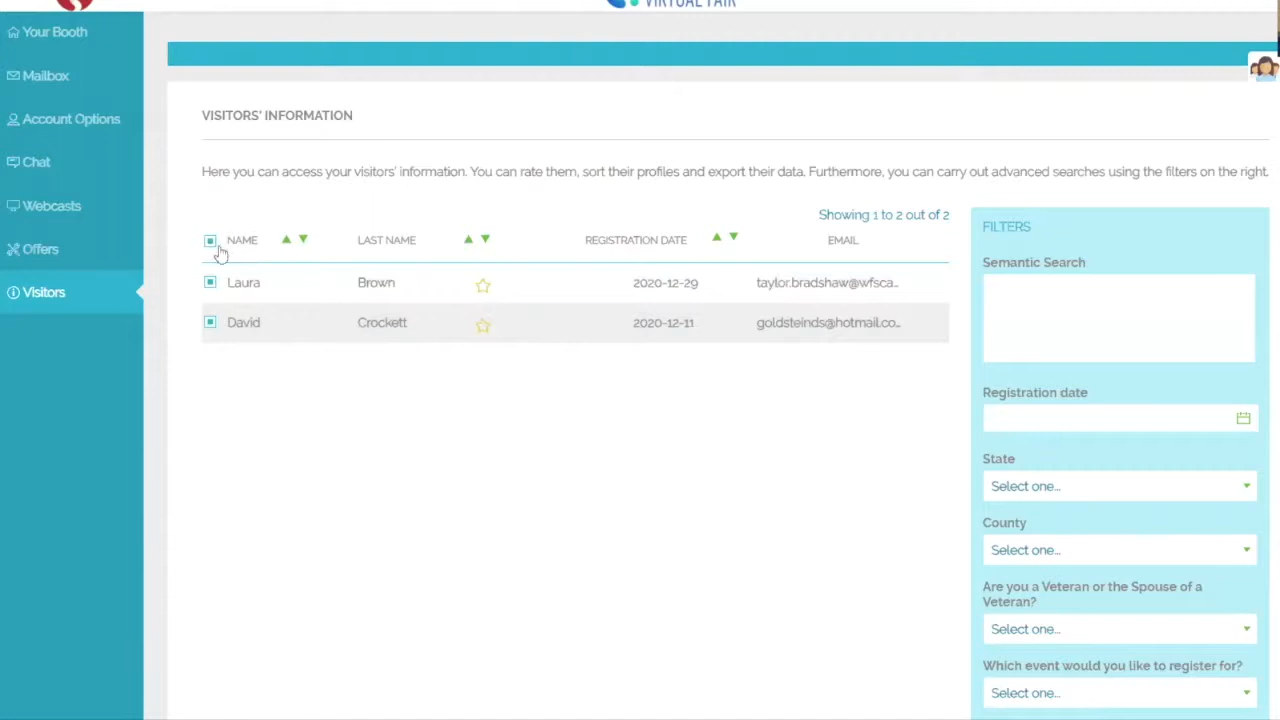 VIRTUAL FAIR
Your Booth
Mailbox
Account Options
Chat
Webcasts
Offers
Visitors
VISITORS' INFORMATION
Here you can access your visitors' information. You can rate them, sort their profiles and export their data. Furthermore, you can carry out advanced searches using the filters on the right.
Showing 1 to 2 out of 2
NAME LAST NAME REGISTRATION DATE EMAIL
Laura Brown 2020-12-29 taylor.bradshaw@wfsca...
David Crockett 2020-12-11 goldsteinds@hotmail.co...
FILTERS
Semantic Search
Registration date
State
Select one...
County
Select one...
Are you a Veteran or the Spouse of a
Veteran?
Select one...
Which event would you like to register for?
Select one...